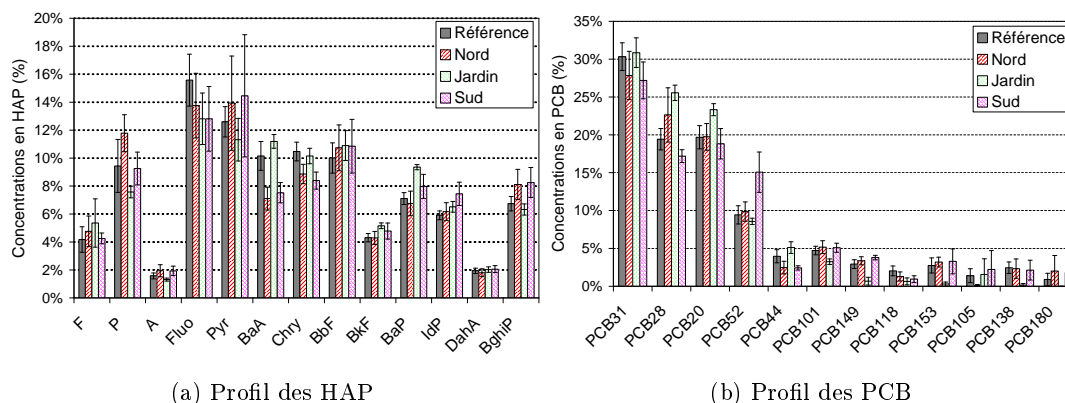 20%
18%
16%
14%
12%
10%
8%
6%
4%
2%
0%
Concentrations en HAP (%)
Référence
Nord
Jardin
Sud
F
P
A
Fluo
Pyr
BaA
Chry
BbF
BkF
BaP
IdP
DahA
BghiP
(a) Profil des HAP
35%
30%
25%
20%
15%
10%
5%
0%
Concentrations en PCB (%)
Référence
Nord
Jardin
Sud
PCB31
PCB28
PCB20
PCB52
PCB44
PCB101
PCB149
PCB118
PCB153
PCB105
PCB138
PCB180
(b) Profil des PCB